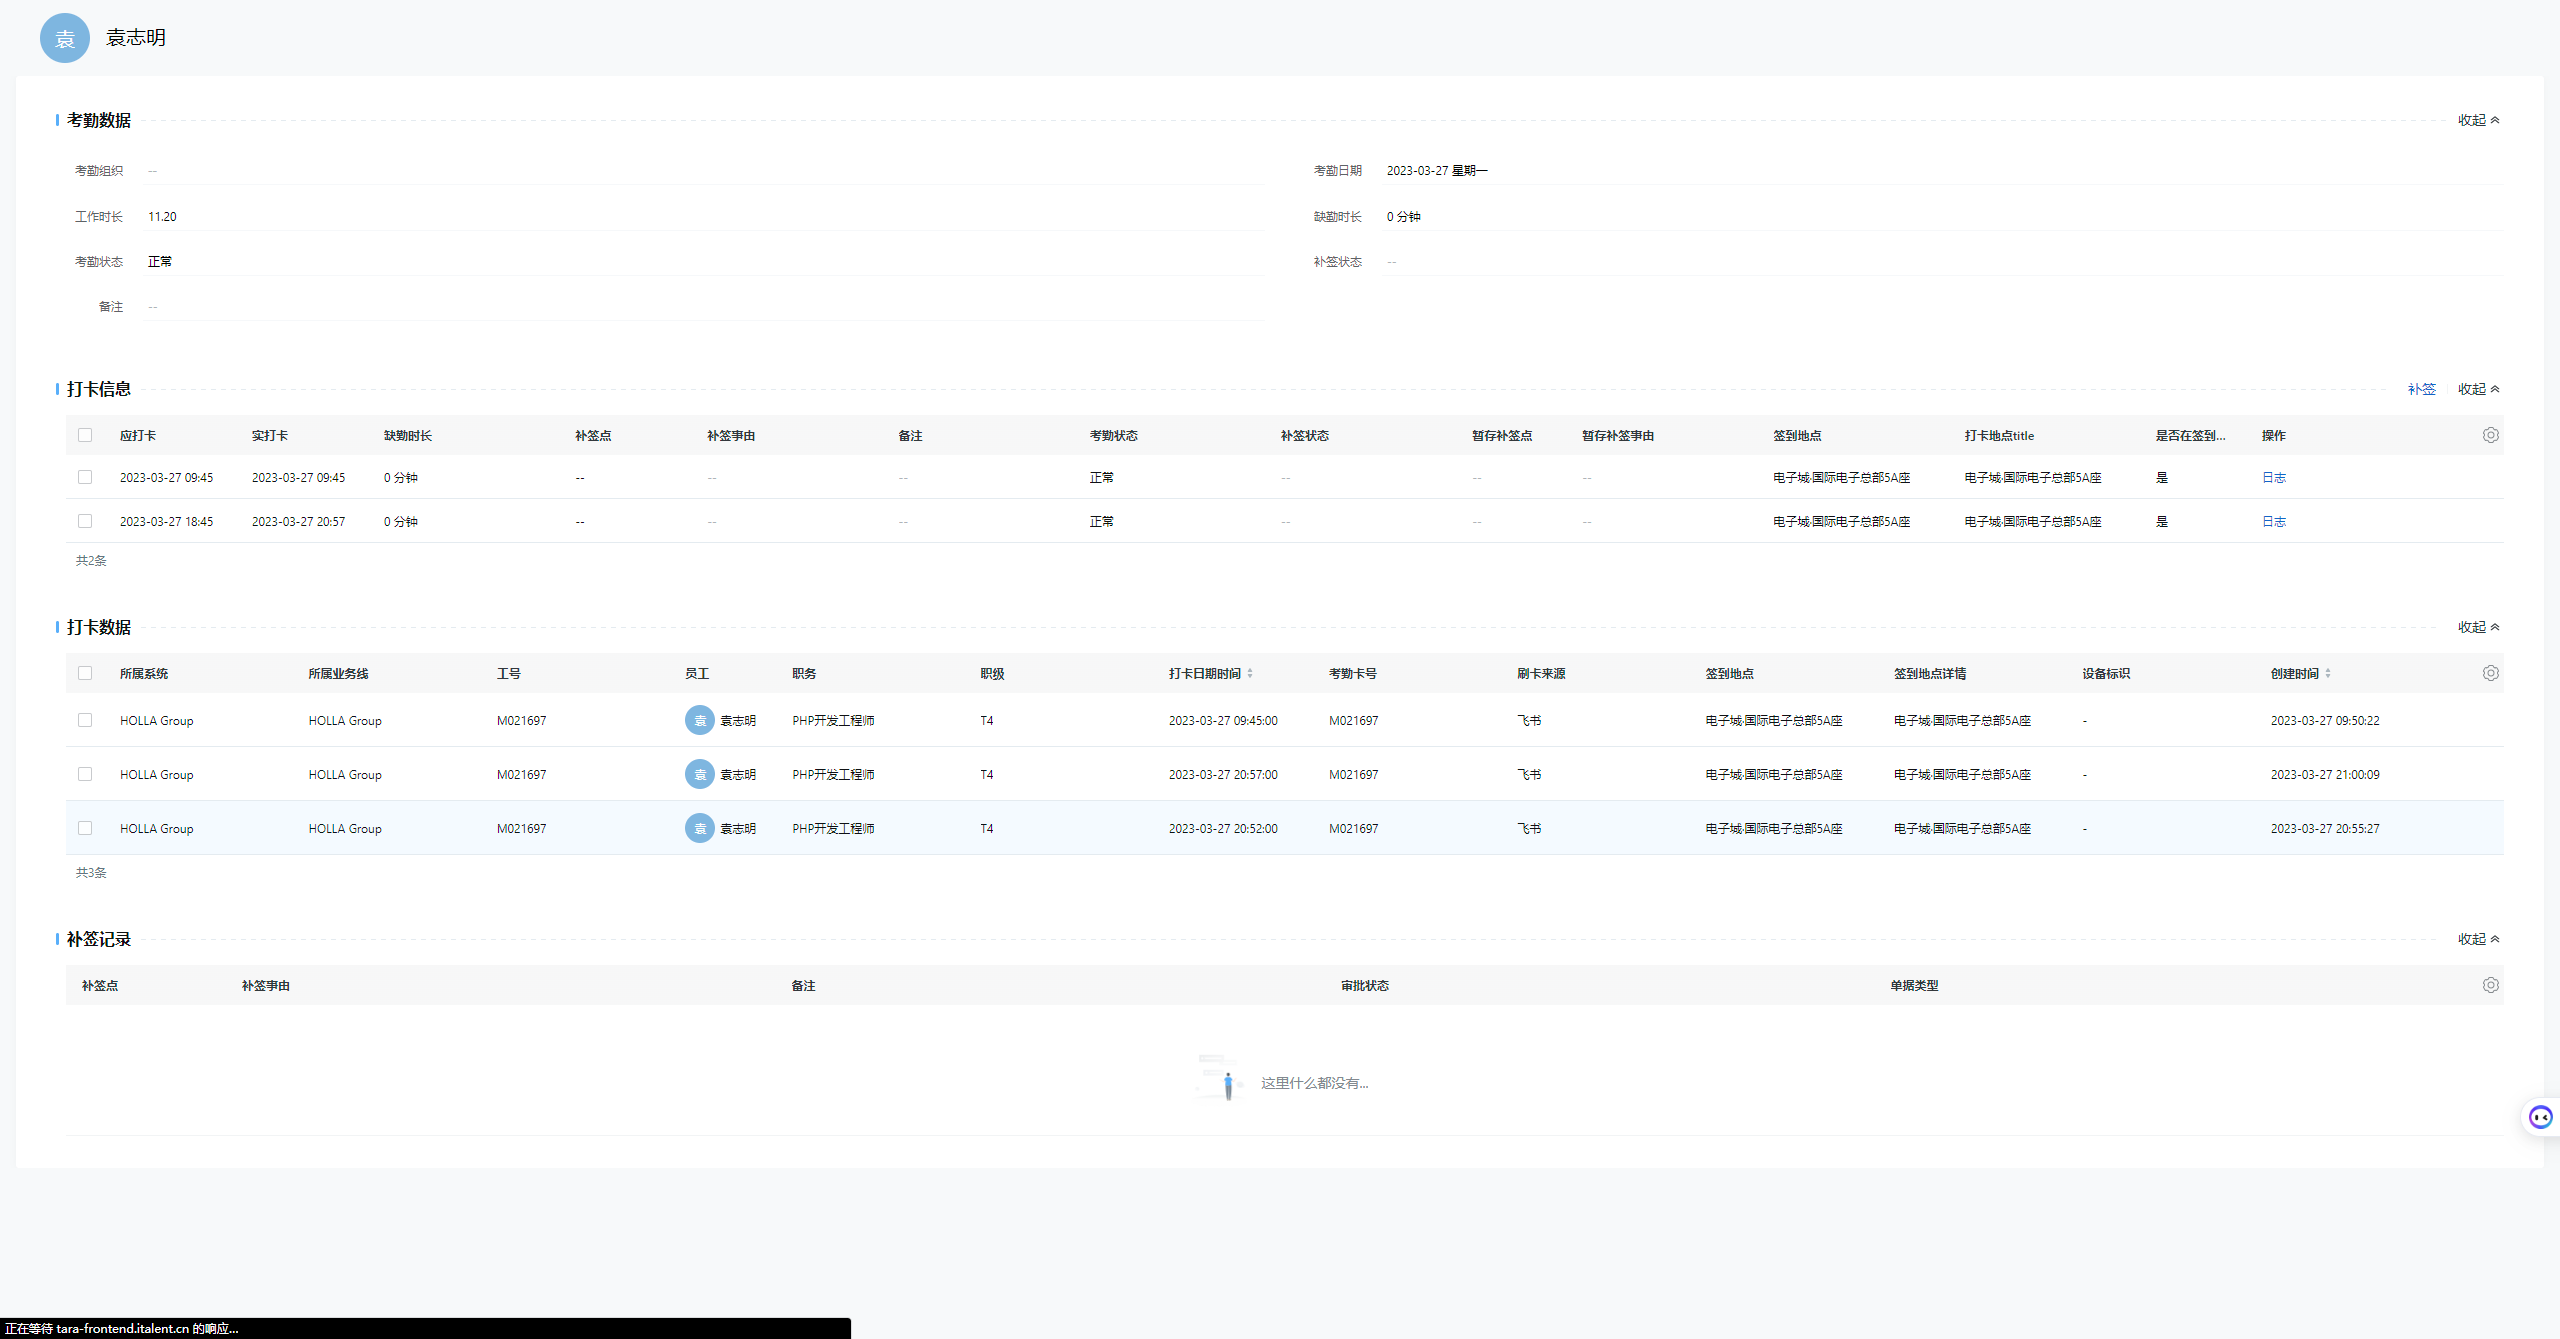 袁 袁志明
考勤数据 收起
考勤组织 -- 考勤日期 2023-03-27 星期一
工作时长 11.20 缺勤时长 0 分钟
考勤状态 正常 补签状态 --
备注 --
打卡信息 补签 收起
应打卡 实打卡 缺勤时长 补签点 补签事由 备注 考勤状态 补签状态 暂存补签点 暂存补签事由 签到地点 打卡地点title 是否在签到... 操作
2023-03-27 09:45 2023-03-27 09:45 0 分钟 -- -- -- 正常 -- -- -- 电子城·国际电子总部5A座 电子城·国际电子总部5A座 是 日志
2023-03-27 18:45 2023-03-27 20:57 0 分钟 -- -- -- 正常 -- -- -- 电子城·国际电子总部5A座 电子城·国际电子总部5A座 是 日志
共2条
打卡数据 收起
所属系统 所属业务线 工号 员工 职务 职级 打卡日期时间 考勤卡号 刷卡来源 签到地点 签到地点详情 设备标识 创建时间
HOLLA Group HOLLA Group M021697 袁 袁志明 PHP开发工程师 T4 2023-03-27 09:45:00 M021697 飞书 电子城·国际电子总部5A座 电子城·国际电子总部5A座 - 2023-03-27 09:50:22
HOLLA Group HOLLA Group M021697 袁 袁志明 PHP开发工程师 T4 2023-03-27 20:57:00 M021697 飞书 电子城·国际电子总部5A座 电子城·国际电子总部5A座 - 2023-03-27 21:00:09
HOLLA Group HOLLA Group M021697 袁 袁志明 PHP开发工程师 T4 2023-03-27 20:52:00 M021697 飞书 电子城·国际电子总部5A座 电子城·国际电子总部5A座 - 2023-03-27 20:55:27
共3条
补签记录 收起
补签点 补签事由 备注 审批状态 单据类型
这里什么都没有...
正在等待 tara-frontend.italent.cn 的响应...